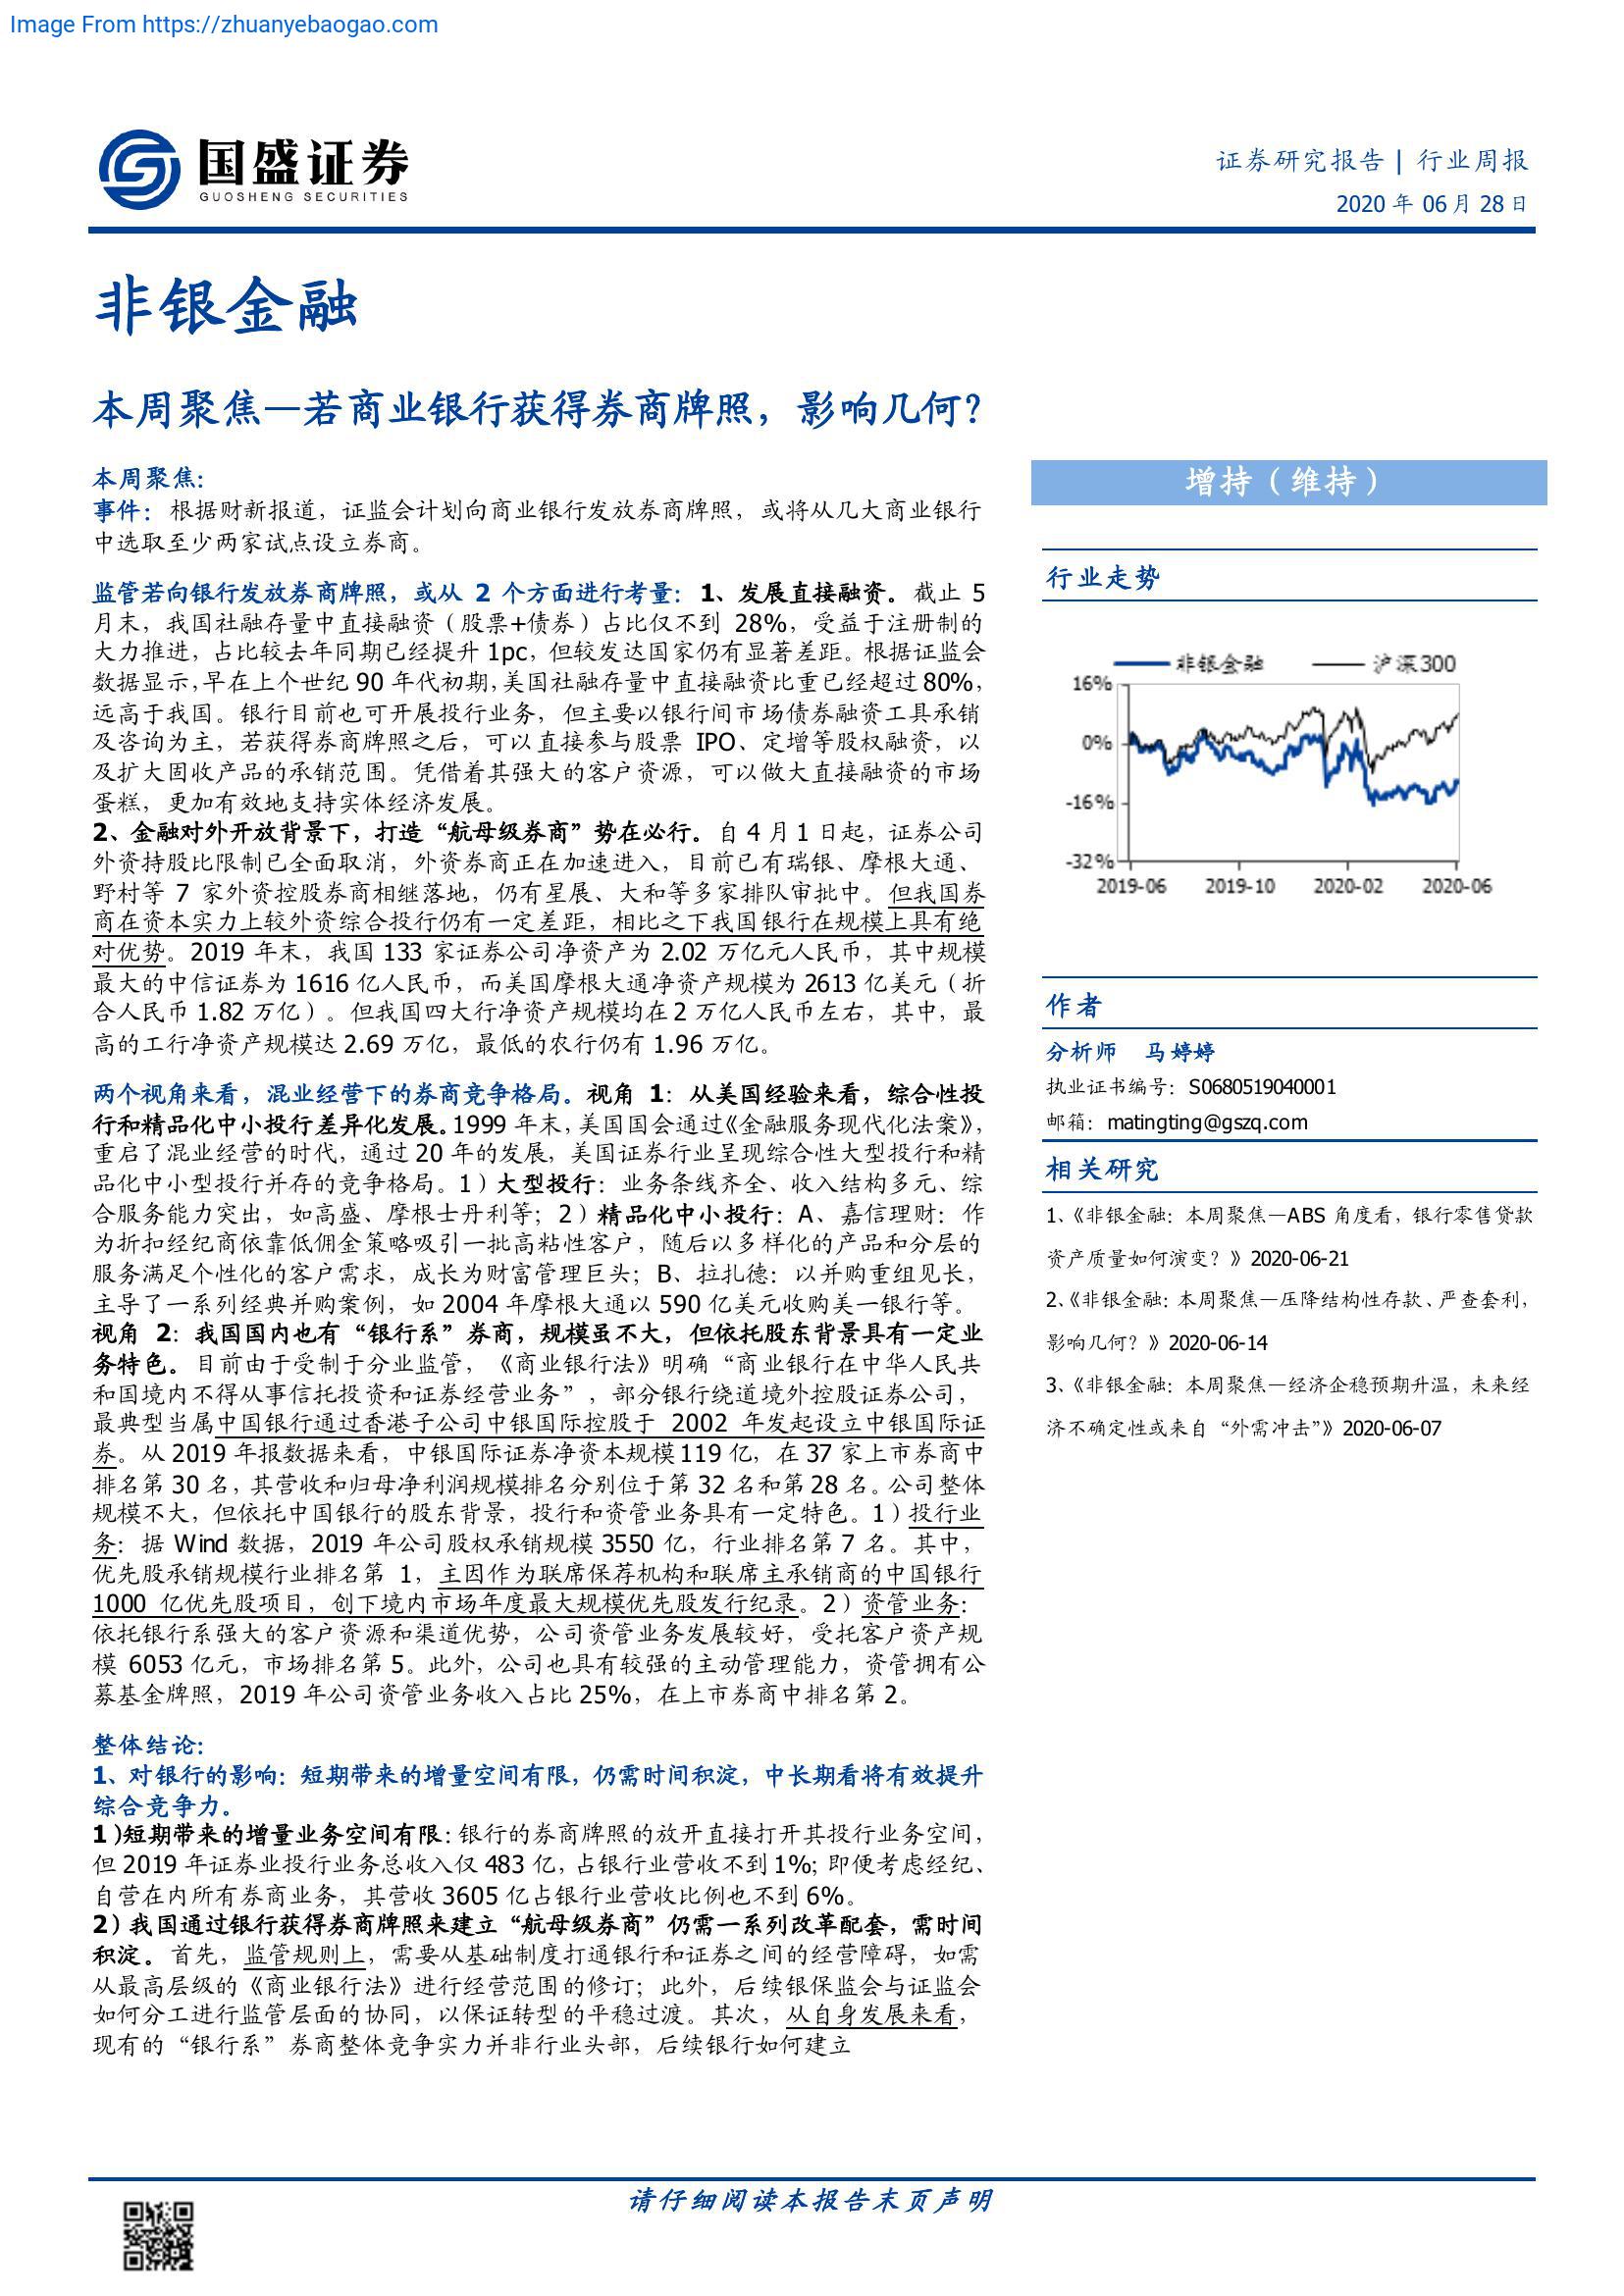 Image From https://zhuanyebaogao.com
国盛证券
GUOSHENG SECURITIES
证券研究报告 | 行业周报
2020 年 06 月 28 日
非银金融
本周聚焦—若商业银行获得券商牌照，影响几何？
本周聚焦：
事件：根据财新报道，证监会计划向商业银行发放券商牌照，或将从几大商业银行
中选取至少两家试点设立券商。
监管若向银行发放券商牌照，或从 2 个方面进行考量：1、发展直接融资。截止 5
月末，我国社融存量中直接融资（股票+债券）占比仅不到 28%，受益于注册制的
大力推进，占比较去年同期已经提升 1pc，但较发达国家仍有显著差距。根据证监会
数据显示，早在上个世纪 90 年代初期，美国社融存量中直接融资比重已经超过 80%，
远高于我国。银行目前也可开展投行业务，但主要以银行间市场债券融资工具承销
及咨询为主，若获得券商牌照之后，可以直接参与股票 IPO、定增等股权融资，以
及扩大固收产品的承销范围。凭借着其强大的客户资源，可以做大直接融资的市场
蛋糕，更加有效地支持实体经济发展。
2、金融对外开放背景下，打造“航母级券商”势在必行。自 4 月 1 日起，证券公司
外资持股比限制已全面取消，外资券商正在加速进入，目前已有瑞银、摩根大通、
野村等 7 家外资控股券商相继落地，仍有星展、大和等多家排队审批中。但我国券
商在资本实力上较外资综合投行仍有一定差距，相比之下我国银行在规模上具有绝
对优势。2019 年末，我国 133 家证券公司净资产为 2.02 万亿元人民币，其中规模
最大的中信证券为 1616 亿人民币，而美国摩根大通净资产规模为 2613 亿美元（折
合人民币 1.82 万亿）。但我国四大行净资产规模均在 2 万亿人民币左右，其中，最
高的工行净资产规模达 2.69 万亿，最低的农行仍有 1.96 万亿。
两个视角来看，混业经营下的券商竞争格局。视角 1：从美国经验来看，综合性投
行和精品化中小投行差异化发展。1999 年末，美国国会通过《金融服务现代化法案》，
重启了混业经营的时代，通过 20 年的发展，美国证券行业呈现综合性大型投行和精
品化中小型投行并存的竞争格局。1）大型投行：业务条线齐全、收入结构多元、综
合服务能力突出，如高盛、摩根士丹利等；2）精品化中小投行：A、嘉信理财：作
为折扣经纪商依靠低佣金策略吸引一批高粘性客户，随后以多样化的产品和分层的
服务满足个性化的客户需求，成长为财富管理巨头；B、拉扎德：以并购重组见长，
主导了一系列经典并购案例，如 2004 年摩根大通以 590 亿美元收购美一银行等。
视角 2：我国国内也有“银行系”券商，规模虽不大，但依托股东背景具有一定业
务特色。目前由于受制于分业监管，《商业银行法》明确“商业银行在中华人民共
和国境内不得从事信托投资和证券经营业务”，部分银行绕道境外控股证券公司，
最典型当属中国银行通过香港子公司中银国际控股于 2002 年发起设立中银国际证
券。从 2019 年报数据来看，中银国际证券净资本规模 119 亿，在 37 家上市券商中
排名第 30 名，其营收和归母净利润规模排名分别位于第 32 名和第 28 名。公司整体
规模不大，但依托中国银行的股东背景，投行和资管业务具有一定特色。1）投行业
务：据 Wind 数据，2019 年公司股权承销规模 3550 亿，行业排名第 7 名。其中，
优先股承销规模行业排名第 1，主因作为联席保荐机构和联席主承销商的中国银行
1000 亿优先股项目，创下境内市场年度最大规模优先股发行纪录。2）资管业务：
依托银行系强大的客户资源和渠道优势，公司资管业务发展较好，受托客户资产规
模 6053 亿元，市场排名第 5。此外，公司也具有较强的主动管理能力，资管拥有公
募基金牌照，2019 年公司资管业务收入占比 25%，在上市券商中排名第 2。
整体结论：
1、对银行的影响：短期带来的增量空间有限，仍需时间积淀，中长期看将有效提升
综合竞争力。
1）短期带来的增量业务空间有限：银行的券商牌照的放开直接打开其投行业务空间，
但 2019 年证券业投行业务总收入仅 483 亿，占银行业营收不到 1%；即便考虑经纪、
自营在内所有券商业务，其营收 3605 亿占银行业营收比例也不到 6%。
2）我国通过银行获得券商牌照来建立“航母级券商”仍需一系列改革配套，需时间
积淀。首先，监管规则上，需要从基础制度打通银行和证券之间的经营障碍，如需
从最高层级的《商业银行法》进行经营范围的修订；此外，后续银保监会与证监会
如何分工进行监管层面的协同，以保证转型的平稳过渡。其次，从自身发展来看，
现有的“银行系”券商整体竞争实力并非行业头部，后续银行如何建立
增持（维持）
行业走势
非银金融 沪深300
16%
0%
-16%
-32%
2019-06 2019-10 2020-02 2020-06
作者
分析师 马婷婷
执业证书编号：S0680519040001
邮箱：matingting@gszq.com
相关研究
1、《非银金融：本周聚焦—ABS 角度看，银行零售贷款
资产质量如何演变？》2020-06-21
2、《非银金融：本周聚焦—压降结构性存款、严查套利，
影响几何？》2020-06-14
3、《非银金融：本周聚焦—经济企稳预期升温，未来经
济不确定性或来自“外需冲击”》2020-06-07
请仔细阅读本报告末页声明